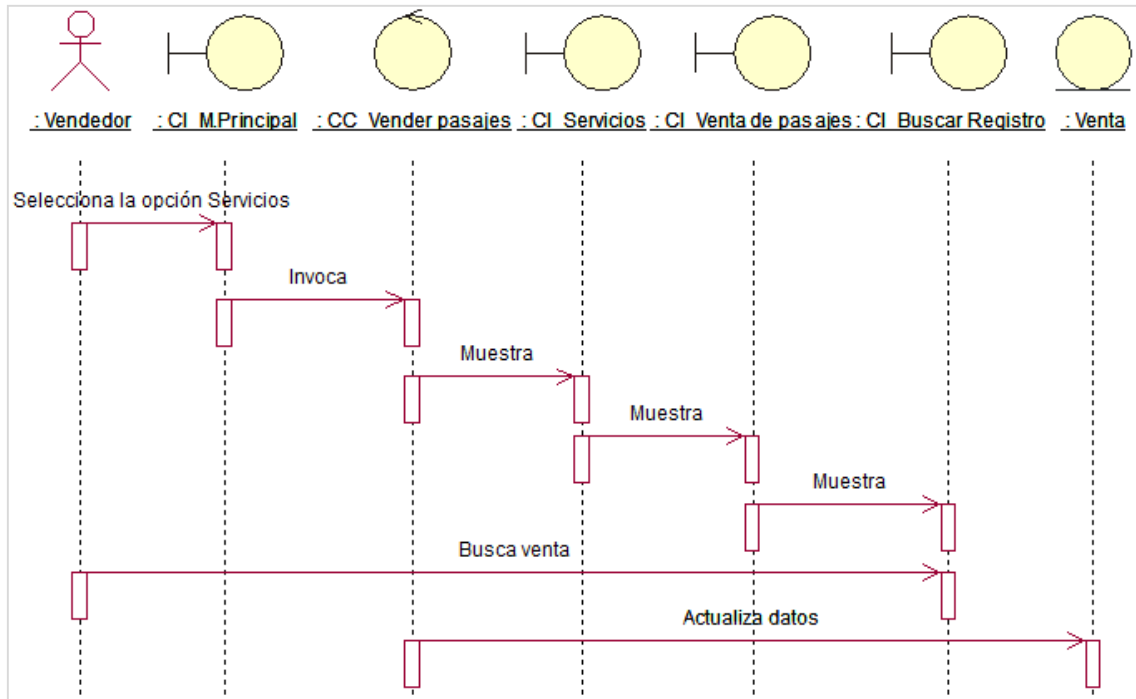 : Vendedor
: CI_M.Principal
: CC_Vender pasajes
: CI_Servicios
: CI_Venta de pasajes
: CI_Buscar Registro
: Venta
Selecciona la opción Servicios
Invoca
Muestra
Muestra
Muestra
Busca venta
Actualiza datos